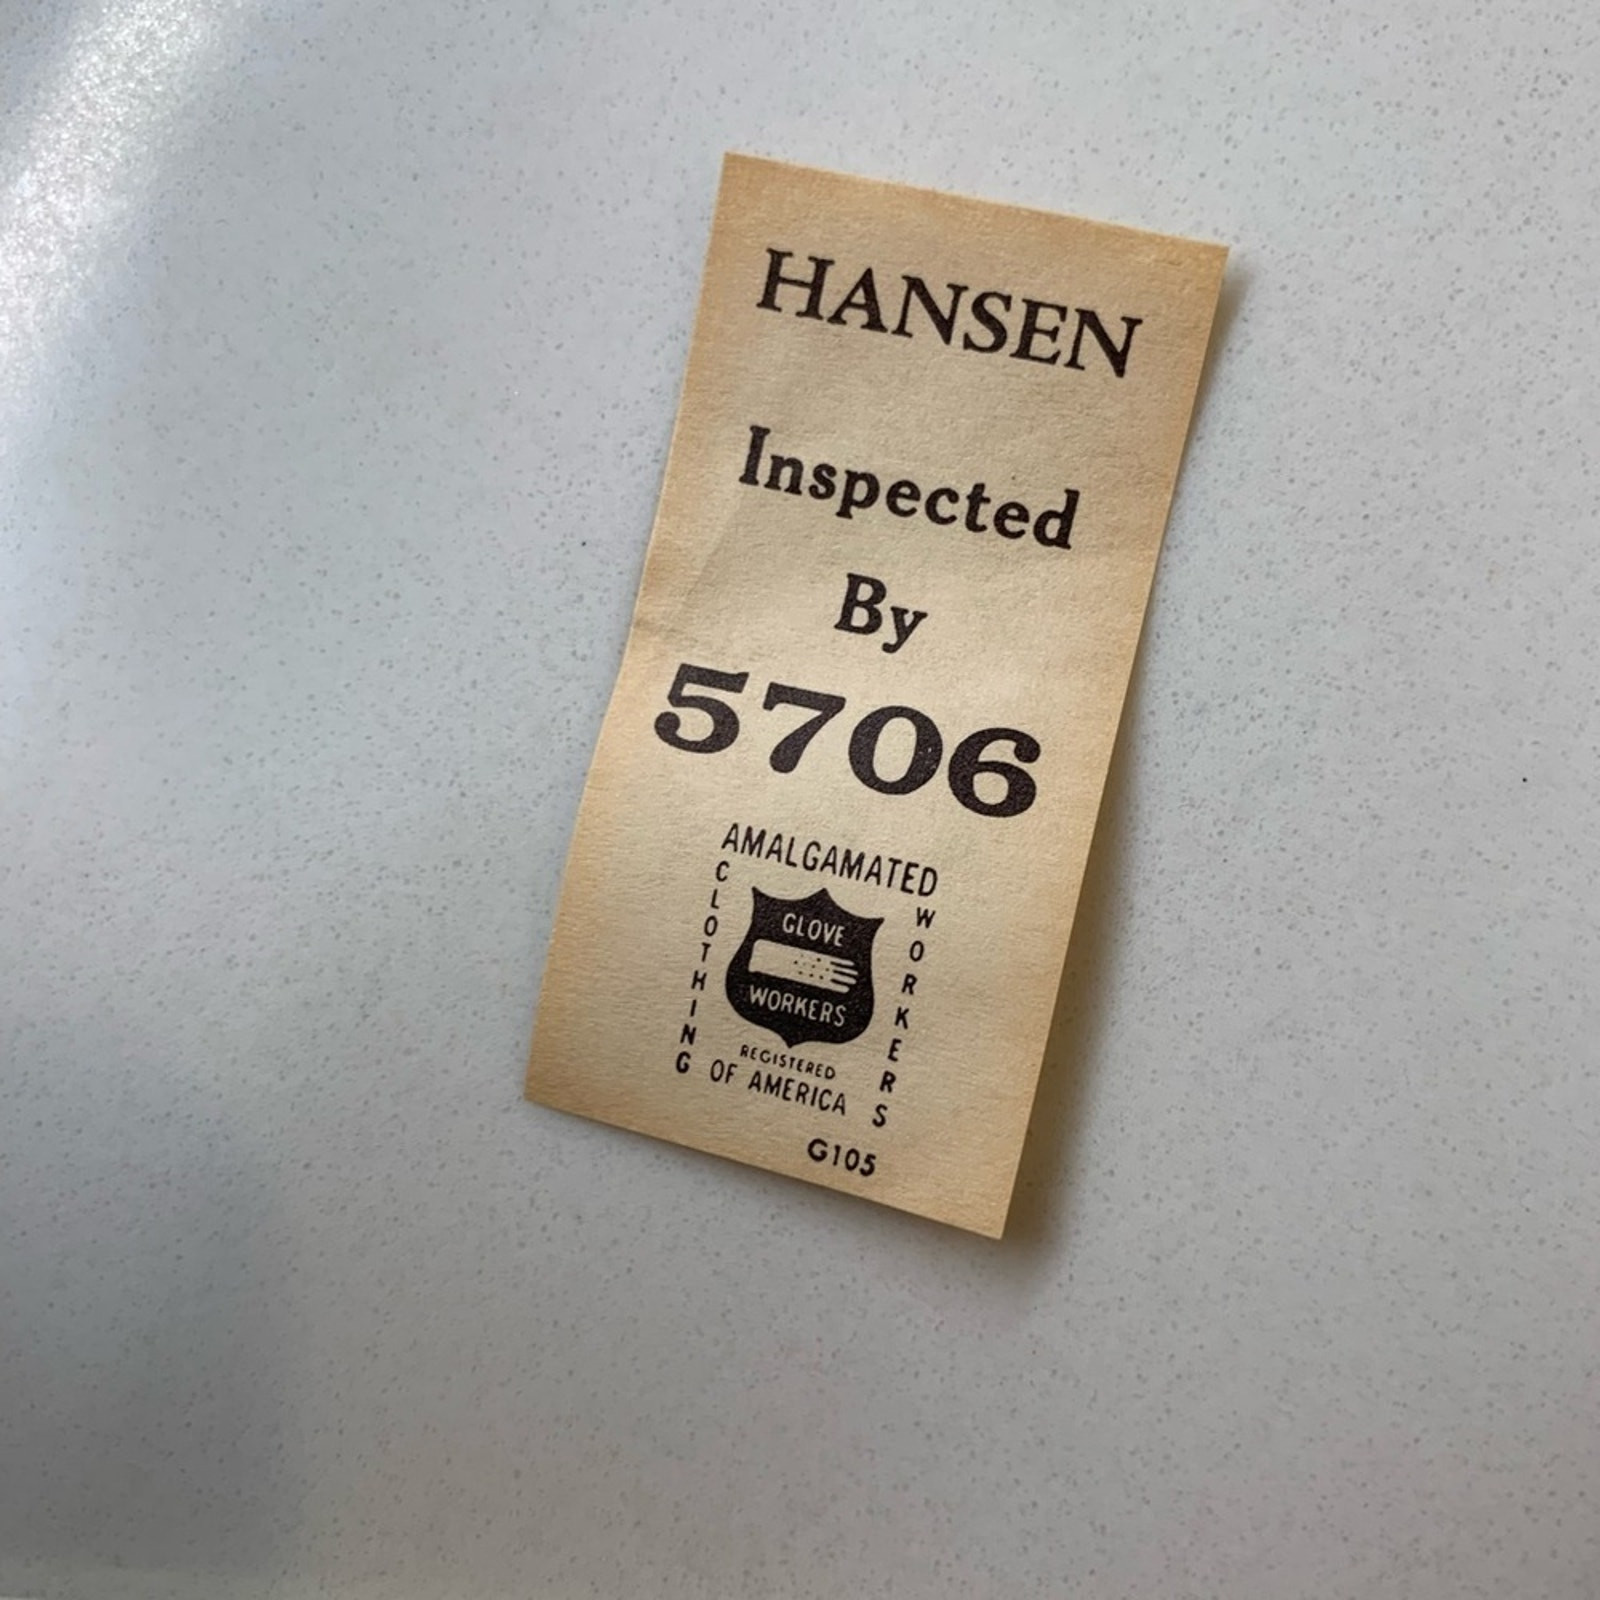 HANSEN
Inspected
By
5706
AMALGAMATED
CLOTHING
WORKERS
GLOVE
WORKERS
REGISTERED
OF AMERICA
G105